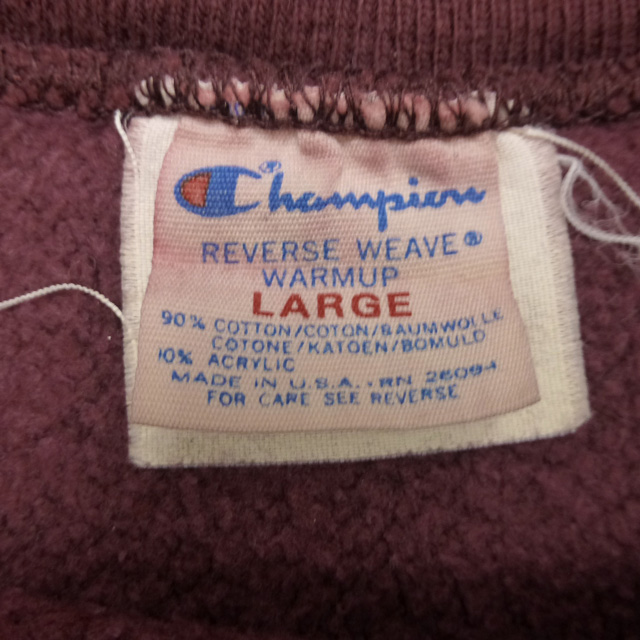 Champion®
REVERSE WEAVE®
WARMUP
LARGE
90% COTTON/COTON/BAUMWOLLE
COTONE/KATOEN/BOMULD
10% ACRYLIC
MADE IN U.S.A. · RN 26094
FOR CARE SEE REVERSE